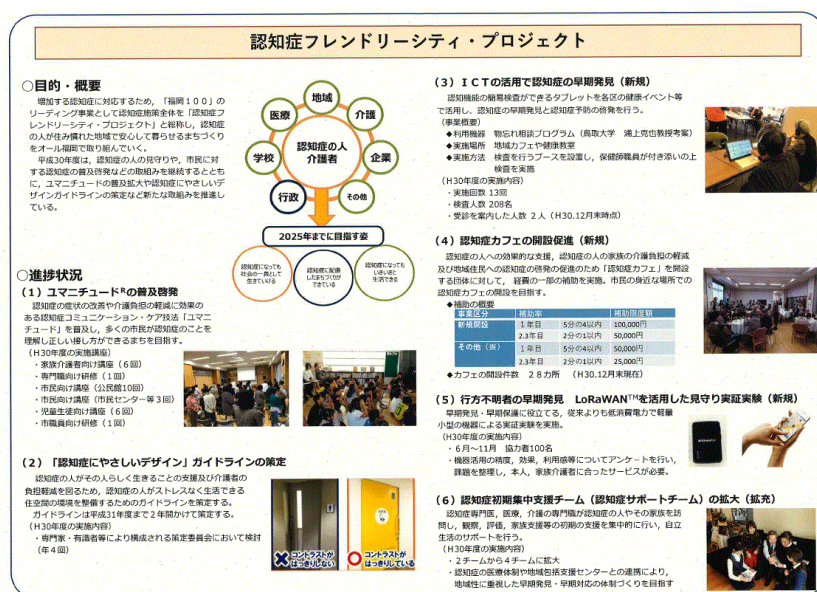 認知症フレンドリーシティ・プロジェクト
○目的・概要
増加する認知症に対応するため，「福岡１００」の
リーディング事業として認知症施策全体を「認知症フ
レンドリーシティ・プロジェクト」と総称し，認知症
の人が住み慣れた地域で安心して暮らせるまちづくり
をオール福岡で取り組んでいく。
平成30年度は，認知症の人の見守りや，市民に対
する認知症の普及啓発などの取組みを継続するととも
に，ユマニチュードの普及拡大や認知症にやさしいデ
ザインガイドラインの策定など新たな取組みを推進し
ている。
地域
医療
介護
学校
認知症の人
介護者
企業
行政
その他
2025年までに目指す姿
認知症になっても
社会の一員として
生きていける
認知症に配慮
したまちづくりが
できている
認知症になっても
いきいきと
生活できる
○進捗状況
（１）ユマニチュードᴿの普及啓発
認知症の症状の改善や介護負担の軽減に効果の
ある認知症コミュニケーション・ケア技法「ユマニ
チュード」を普及し，多くの市民が認知症のことを
理解し正しい接し方ができるまちを目指す。
（Ｈ30年度の実施講座）
・家族介護者向け講座（６回）
・専門職向け研修（１回）
・市民向け講座（公民館10回）
・市民向け講座（市民センター等３回）
・児童生徒向け講座（６回）
・市職員向け研修（１回）
（２）「認知症にやさしいデザイン」ガイドラインの策定
認知症の人がその人らしく生きることの支援及び介護者の
負担軽減を図るため，認知症の人がストレスなく生活できる
住空間の環境を整備するためのガイドラインを策定する。
ガイドラインは平成31年度まで２年間かけて策定する。
（Ｈ30年度の実施内容）
・専門家・有識者等により構成される策定委員会において検討
（年４回）
コントラストが
はっきりしない
コントラストが
はっきりしている
（３）ＩＣＴの活用で認知症の早期発見（新規）
認知機能の簡易検査ができるタブレットを各区の健康イベント等
で活用し、認知症の早期発見と認知症予防の啓発を行う。
（事業概要）
◆利用機器　物忘れ相談プログラム（鳥取大学　浦上克也教授考案）
◆実施場所　地域カフェや健康教室
◆実施方法　検査を行うブースを設置し，保健師職員が付き添いの上
検査を実施
（Ｈ30年度の実施内容）
・実施回数 13回
・検査人数 208名
・受診を案内した人数 ２人（Ｈ30.12月末時点）
（４）認知症カフェの開設促進（新規）
認知症の人への効果的な支援，認知症の人の家族の介護負担の軽減
及び地域住民への認知症の啓発の促進のため「認知症カフェ」を開設
する団体に対して，経費の一部の補助を実施。市民の身近な場所での
認知症カフェの開設を目指す。
◆補助の概要
事業区分　補助率　補助限度額
新規開設　１年目　５分の４以内　100,000円
2.3年目　２分の１以内　50,000円
その他（※）　１年目　５分の４以内　50,000円
2.3年目　２分の１以内　25,000円
◆カフェの開設件数　２８カ所　（Ｈ30.12月末現在）
（５）行方不明者の早期発見　LoRaWAN™を活用した見守り実証実験（新規）
早期発見・早期保護に役立てる，従来よりも低消費電力で軽量
小型の機器による実証実験を実施。
（Ｈ30年度の実施内容）
・６月～11月　協力者100名
・機器活用の精度，効果，利用感等についてアンケートを行い，
課題を整理し，本人，家族介護者に合ったサービスが必要。
（６）認知症初期集中支援チーム（認知症サポートチーム）の拡大（拡充）
認知症専門医，医療，介護の専門職が認知症の人やその家族を訪
問し，観察，評価，家族支援等の初期の支援を集中的に行い，自立
生活のサポートを行う。
（Ｈ30年度の実施内容）
・２チームから４チームに拡大
・認知症の医療体制や地域包括支援センターとの連携により，
地域性に重視した早期発見・早期対応の体制づくりを目指す